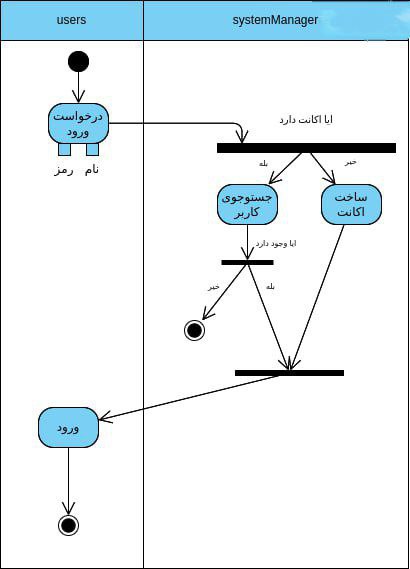 users
systemManager
درخواست
ورود
رمز
نام
ایا اکانت دارد
بله
خیر
جستوجوی
کاربر
ساخت
اکانت
ایا وجود دارد
خیر
بله
ورود